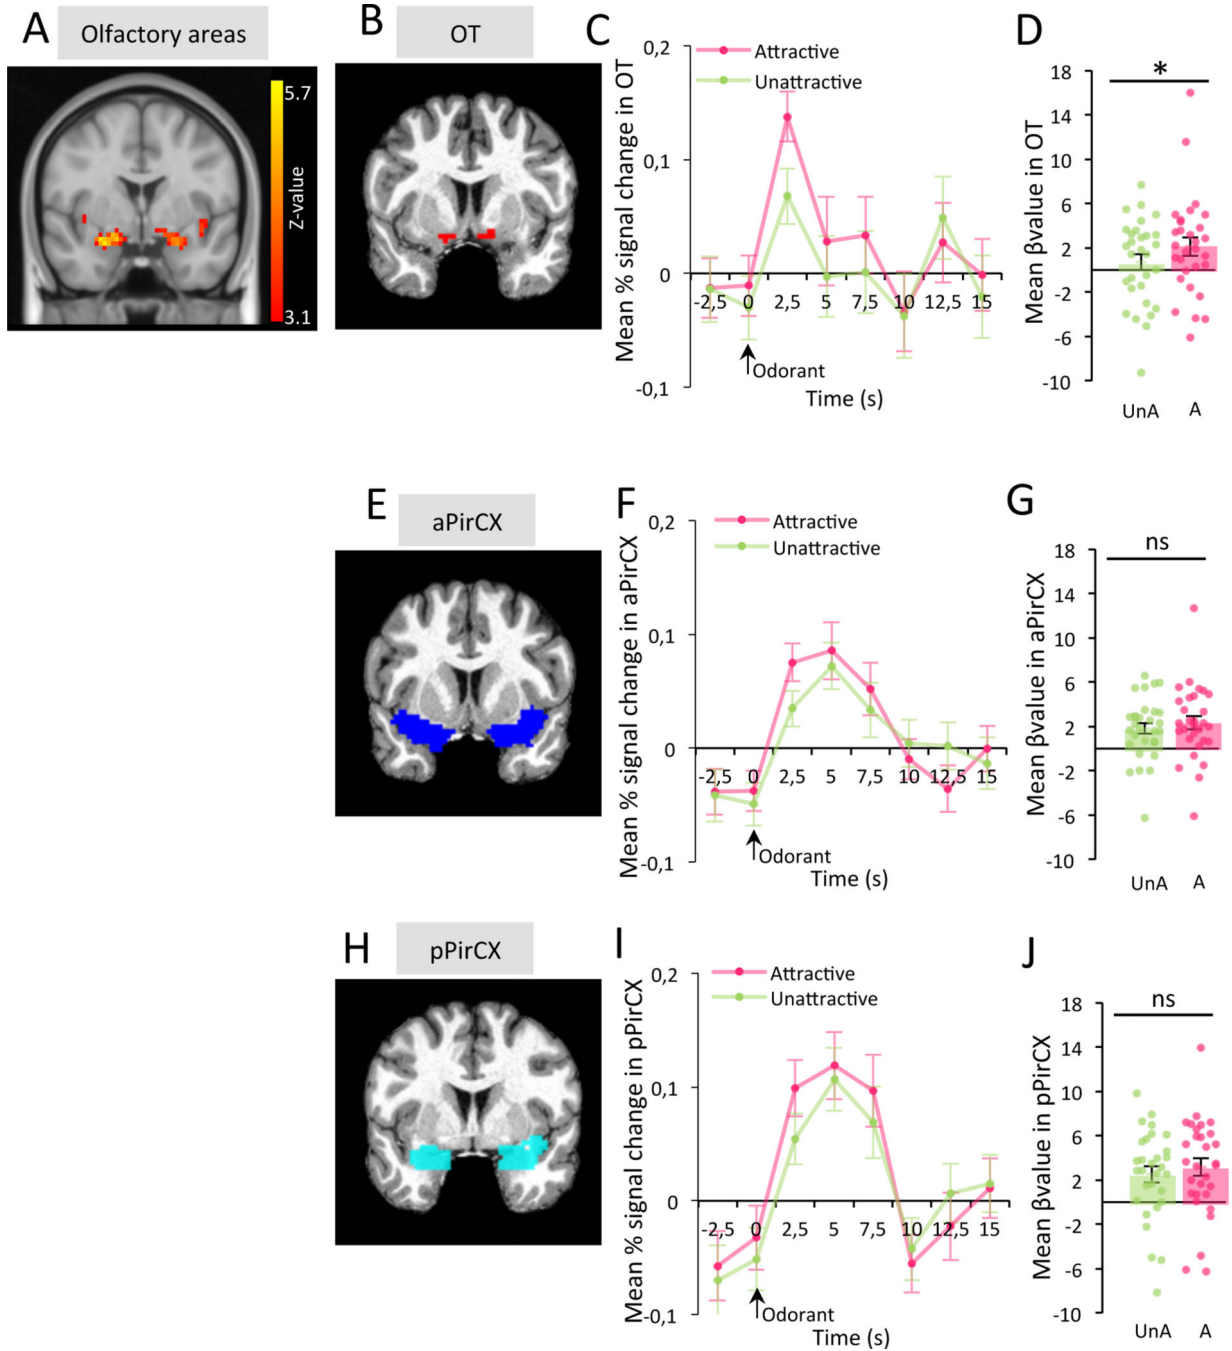 A Olfactory areas
5.7
Z-value
3.1
B OT
C
Mean % signal change in OT
Attractive
Unattractive
0,2
0,1
0
-0,1
-2,5 0 2,5 5 7,5 10 12,5 15
Odorant
Time (s)
D
*
Mean βvalue in OT
18
14
10
6
2
-2
-6
-10
UnA A
E aPirCX
F
Mean % signal change in aPirCX
Attractive
Unattractive
0,2
0,1
0
-0,1
-2,5 0 2,5 5 7,5 10 12,5 15
Odorant
Time (s)
G
ns
Mean βvalue in aPirCX
18
14
10
6
2
-2
-6
-10
UnA A
H pPirCX
I
Mean % signal change in pPirCX
Attractive
Unattractive
0,2
0,1
0
-0,1
-2,5 0 2,5 5 7,5 10 12,5 15
Odorant
Time (s)
J
ns
Mean βvalue in pPirCX
18
14
10
6
2
-2
-6
-10
UnA A